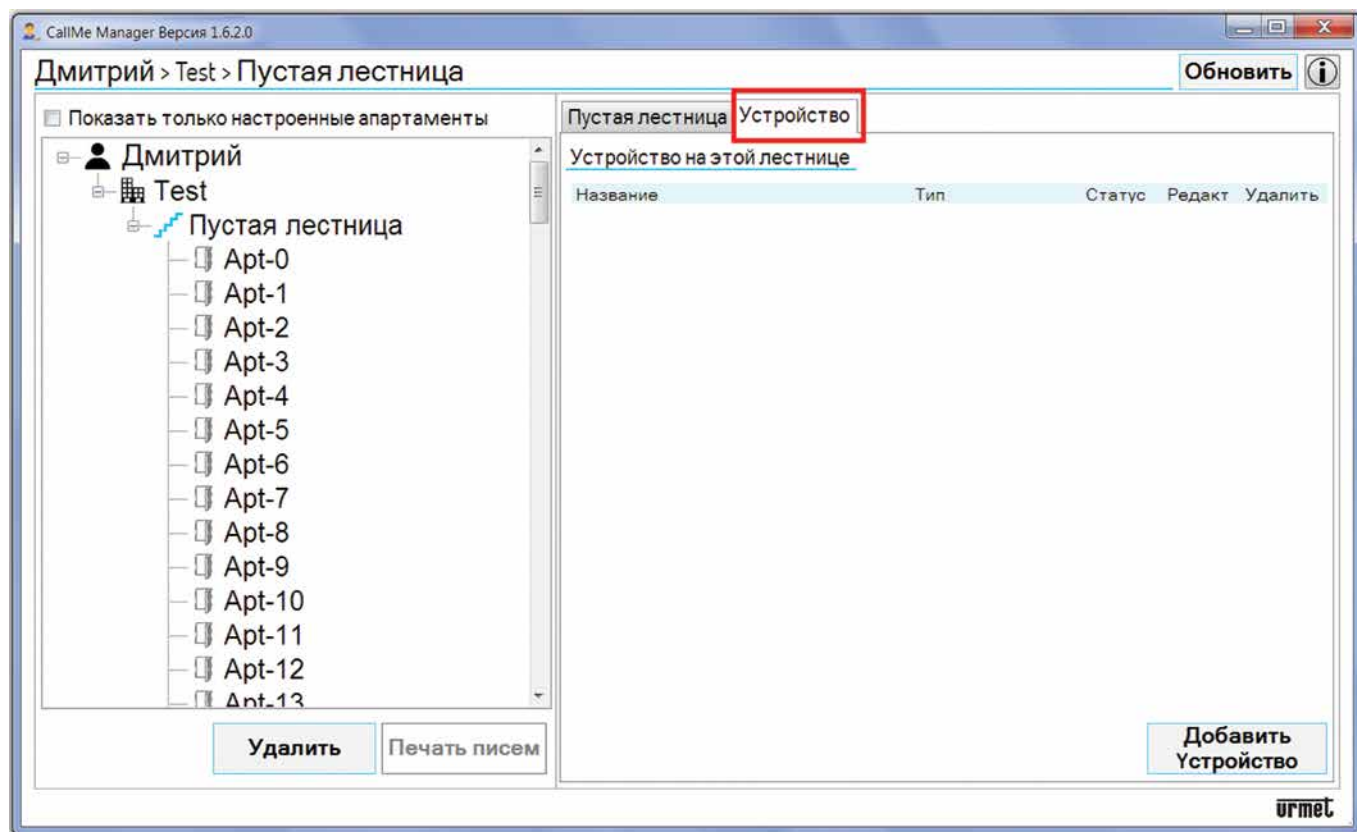 CallMe Manager Версия 1.6.2.0
Дмитрий > Test > Пустая лестница
Обновить
Показать только настроенные апартаменты
Дмитрий
Test
Пустая лестница
Apt-0
Apt-1
Apt-2
Apt-3
Apt-4
Apt-5
Apt-6
Apt-7
Apt-8
Apt-9
Apt-10
Apt-11
Apt-12
Apt-13
Удалить
Печать писем
Пустая лестница
Устройство
Устройство на этой лестнице
Название Тип Статус Редакт Удалить
Добавить
Устройство
urmet